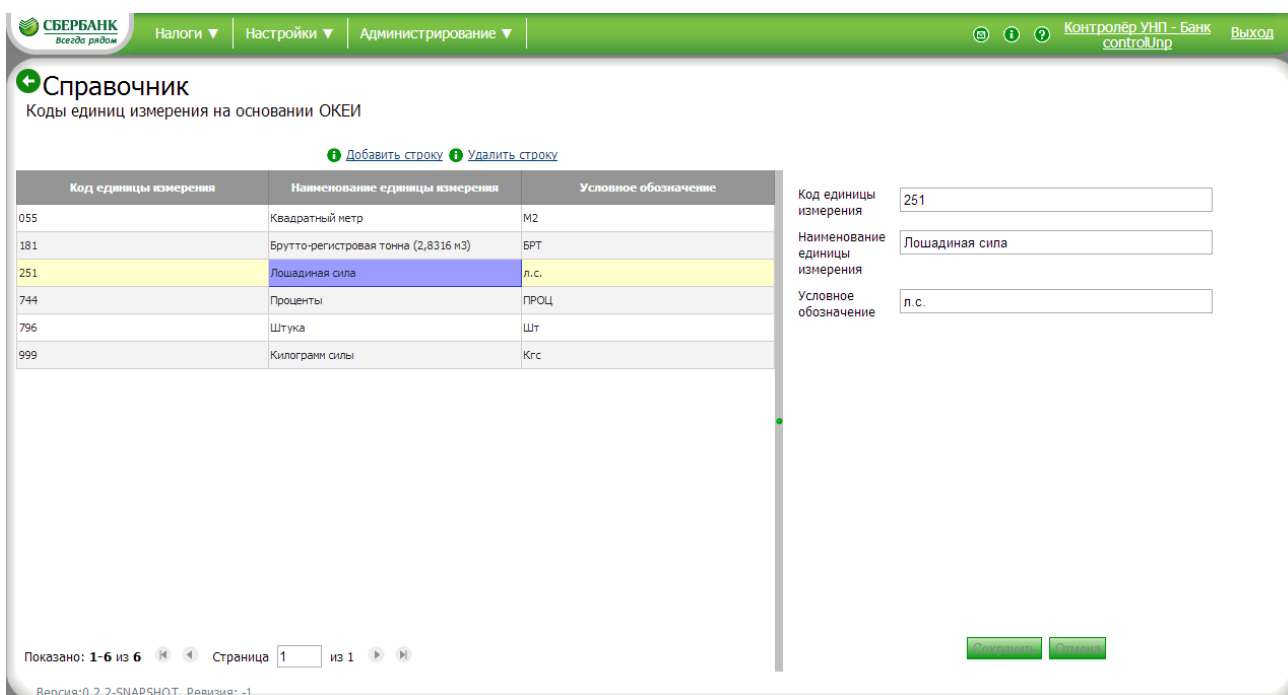 СБЕРБАНК
Всегда рядом
Налоги ▼ Настройки ▼ Администрирование ▼
Контролёр УНП - Банк
controlUnp
Выход
Справочник
Коды единиц измерения на основании ОКЕИ
Добавить строку Удалить строку
Код единицы измерения Наименование единицы измерения Условное обозначение
055 Квадратный метр М2
181 Брутто-регистровая тонна (2,8316 м3) БРТ
251 Лошадиная сила л.с.
744 Проценты ПРОЦ
796 Штука Шт
999 Килограмм силы Кгс
Код единицы
измерения
251
Наименование
единицы
измерения
Лошадиная сила
Условное
обозначение
л.с.
Показано: 1-6 из 6 Страница 1 из 1
Сохранить Отмена
Версия:0.2.2-SNAPSHOT Ревизия: -1